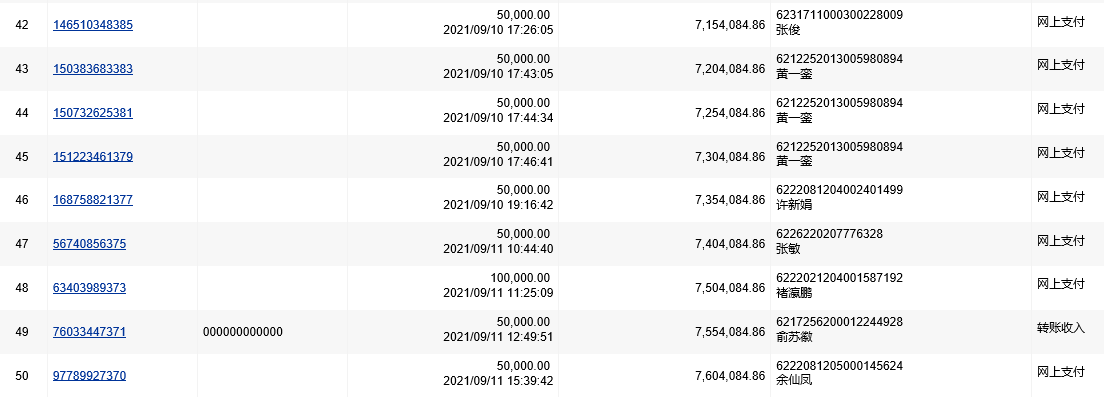 42 146510348385 50,000.00 7,154,084.86 6231711000300228009 网上支付
2021/09/10 17:26:05 张俊
43 150383683383 50,000.00 7,204,084.86 6212252013005980894 网上支付
2021/09/10 17:43:05 黄一銮
44 150732625381 50,000.00 7,254,084.86 6212252013005980894 网上支付
2021/09/10 17:44:34 黄一銮
45 151223461379 50,000.00 7,304,084.86 6212252013005980894 网上支付
2021/09/10 17:46:41 黄一銮
46 168758821377 50,000.00 7,354,084.86 6222081204002401499 网上支付
2021/09/10 19:16:42 许新娟
47 56740856375 50,000.00 7,404,084.86 6226220207776328 网上支付
2021/09/11 10:44:40 张敏
48 63403989373 100,000.00 7,504,084.86 6222021204001587192 网上支付
2021/09/11 11:25:09 褚瀛鹏
49 76033447371 000000000000 50,000.00 7,554,084.86 6217256200012244928 转账收入
2021/09/11 12:49:51 俞苏徽
50 97789927370 50,000.00 7,604,084.86 6222081205000145624 网上支付
2021/09/11 15:39:42 余仙凤